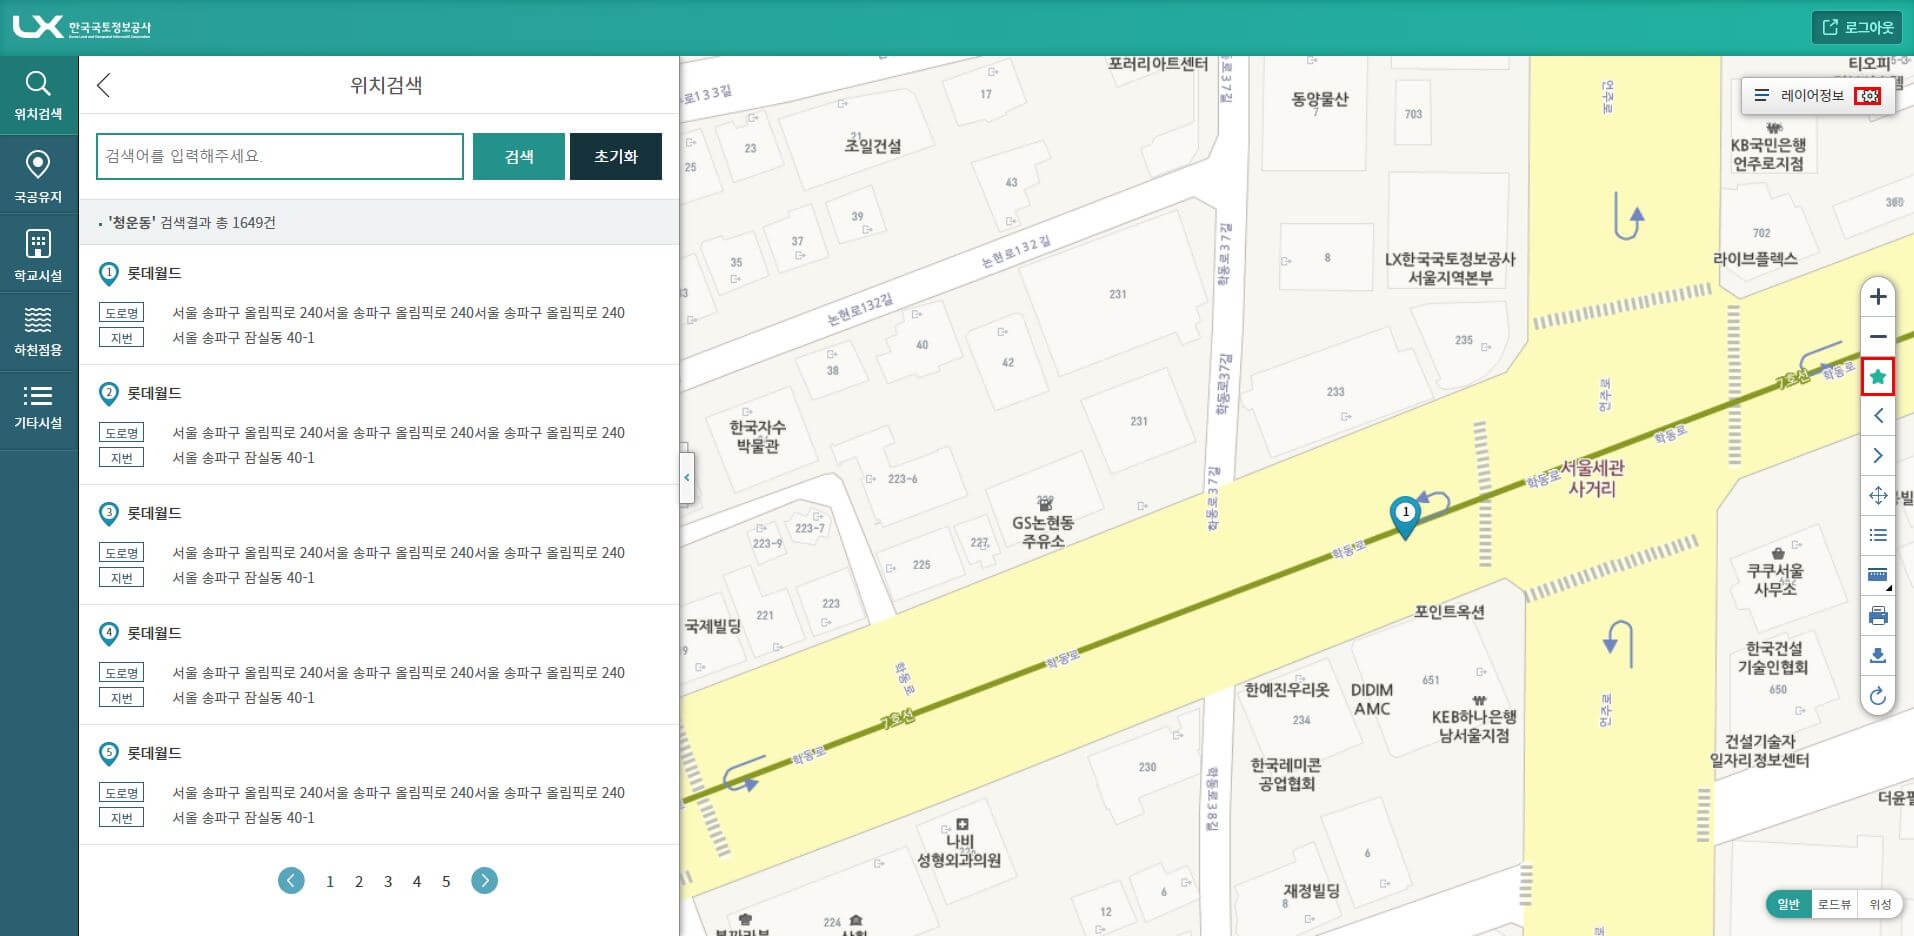 LX 한국국토정보공사
로그아웃
위치검색
국공유지
학교시설
하천점용
기타시설
위치검색
검색어를 입력해주세요.
검색
초기화
'청운동' 검색결과 총 1649건
1 롯데월드
도로명 서울 송파구 올림픽로 240서울 송파구 올림픽로 240서울 송파구 올림픽로 240
지번 서울 송파구 잠실동 40-1
2 롯데월드
도로명 서울 송파구 올림픽로 240서울 송파구 올림픽로 240서울 송파구 올림픽로 240
지번 서울 송파구 잠실동 40-1
3 롯데월드
도로명 서울 송파구 올림픽로 240서울 송파구 올림픽로 240서울 송파구 올림픽로 240
지번 서울 송파구 잠실동 40-1
4 롯데월드
도로명 서울 송파구 올림픽로 240서울 송파구 올림픽로 240서울 송파구 올림픽로 240
지번 서울 송파구 잠실동 40-1
5 롯데월드
도로명 서울 송파구 올림픽로 240서울 송파구 올림픽로 240서울 송파구 올림픽로 240
지번 서울 송파구 잠실동 40-1
1 2 3 4 5
포러리아트센터
티오피
레이어정보
동양물산
7
703
17
21
조일건설
23
25
43
39
37
35
KB국민은행
언주로지점
702
라이브플렉스
LX한국국토정보공사
서울지역본부
8
논현로132길
논현로132길
학동로37길
학동로37길
학동로37길
언주로
231
40
42
38
235
233
231
언주로
7호선
학동로
학동로
학동로
한국자수
박물관
223-6
서울세관
사거리
GS논현동
주유소
223-7
223-9
227
225
1
학동로
223
221
국제빌딩
포인트옥션
쿠쿠서울
사무소
한국건설
기술인협회
650
학동로
학동로
7호선
학동로
한예진우리옷
234
DIDIM
AMC
651
KEB하나은행
남서울지점
언주로
건설기술자
일자리정보센터
한국레미콘
공업협회
230
학동로38길
더윤필
나비
성형외과의원
6
6
재정빌딩
8
12
224
일반
로드뷰
위성